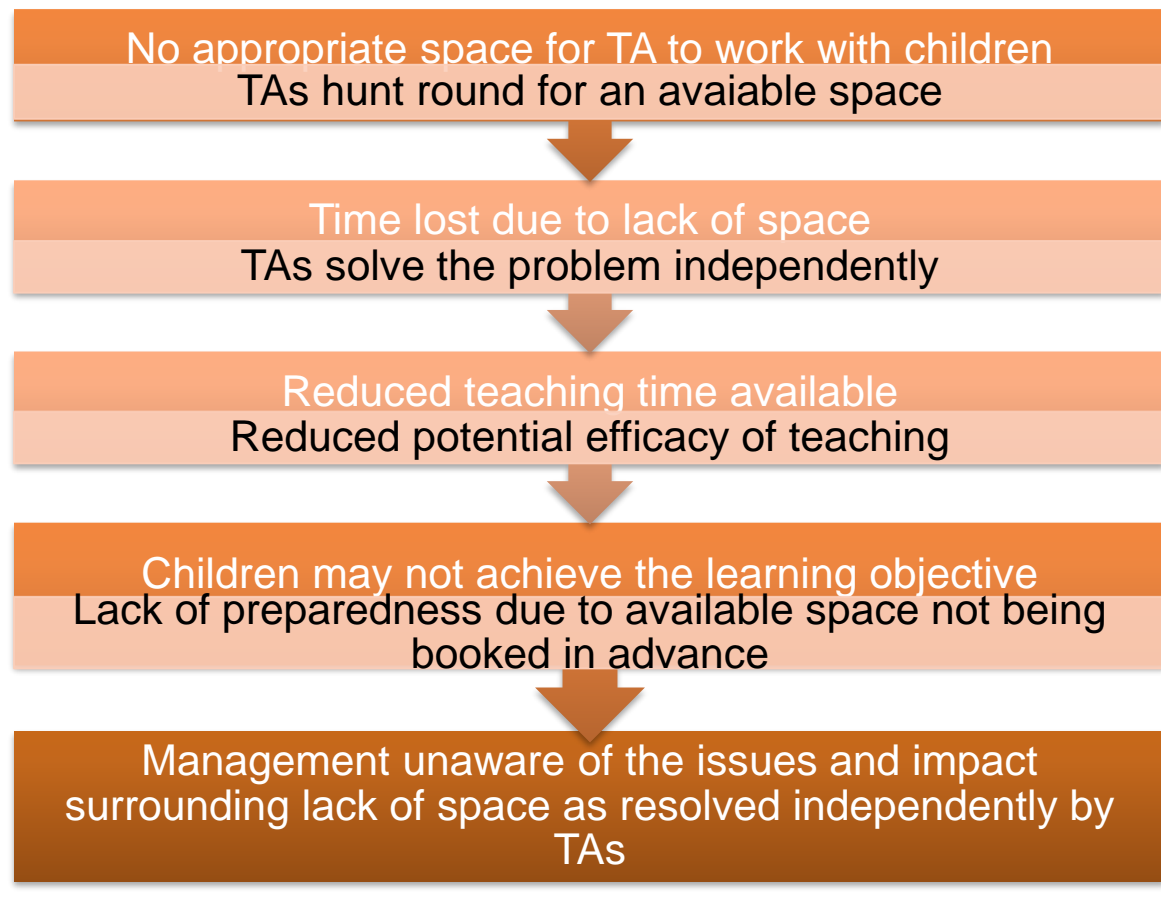 No appropriate space for TA to work with children
TAs hunt round for an avaiable space
Time lost due to lack of space
TAs solve the problem independently
Reduced teaching time available
Reduced potential efficacy of teaching
Children may not achieve the learning objective
Lack of preparedness due to available space not being
booked in advance
Management unaware of the issues and impact
surrounding lack of space as resolved independently by
TAs